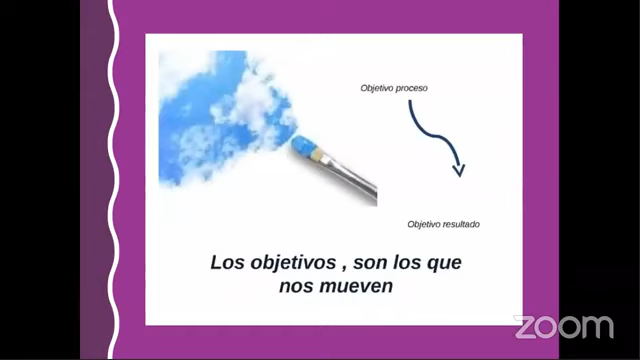 Objetivo proceso
Objetivo resultado
Los objetivos , son los que
nos mueven
zoom